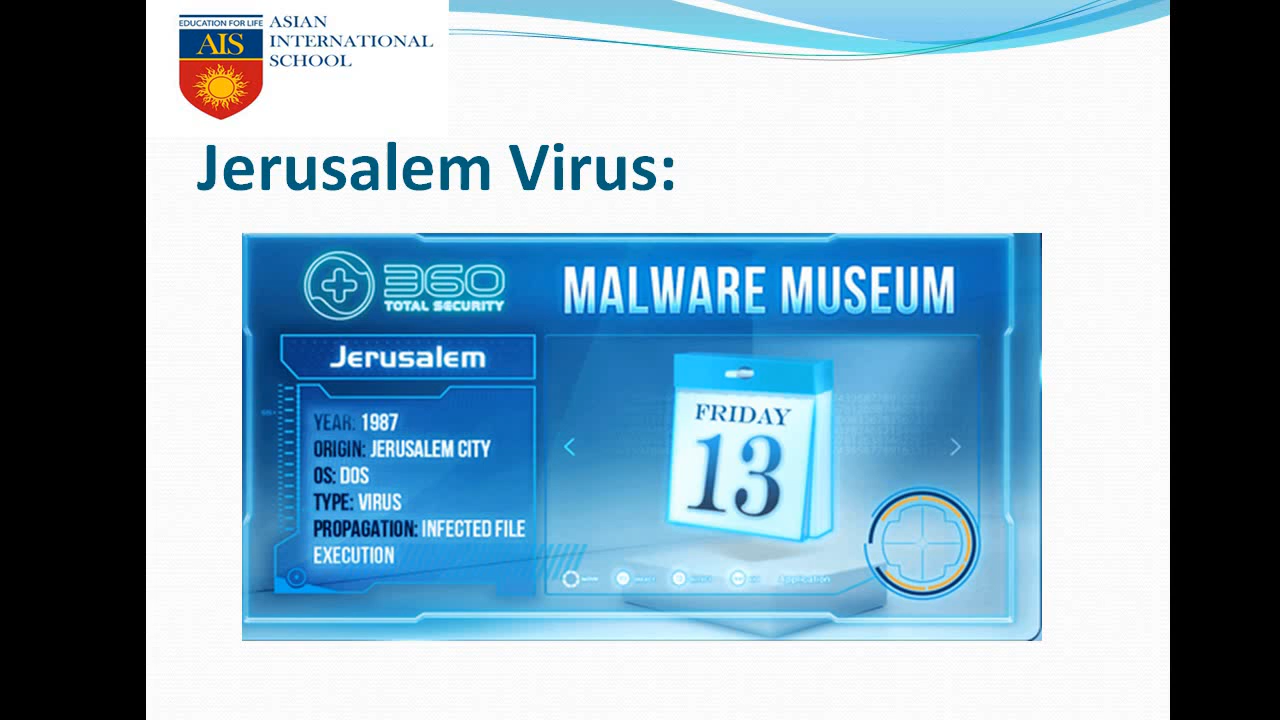 EDUCATION FOR LIFE
AIS
ASIAN
INTERNATIONAL
SCHOOL
Jerusalem Virus:
360
TOTAL SECURITY
MALWARE MUSEUM
Jerusalem
YEAR: 1987
ORIGIN: JERUSALEM CITY
OS: DOS
TYPE: VIRUS
PROPAGATION: INFECTED FILE
EXECUTION
FRIDAY
13
Application